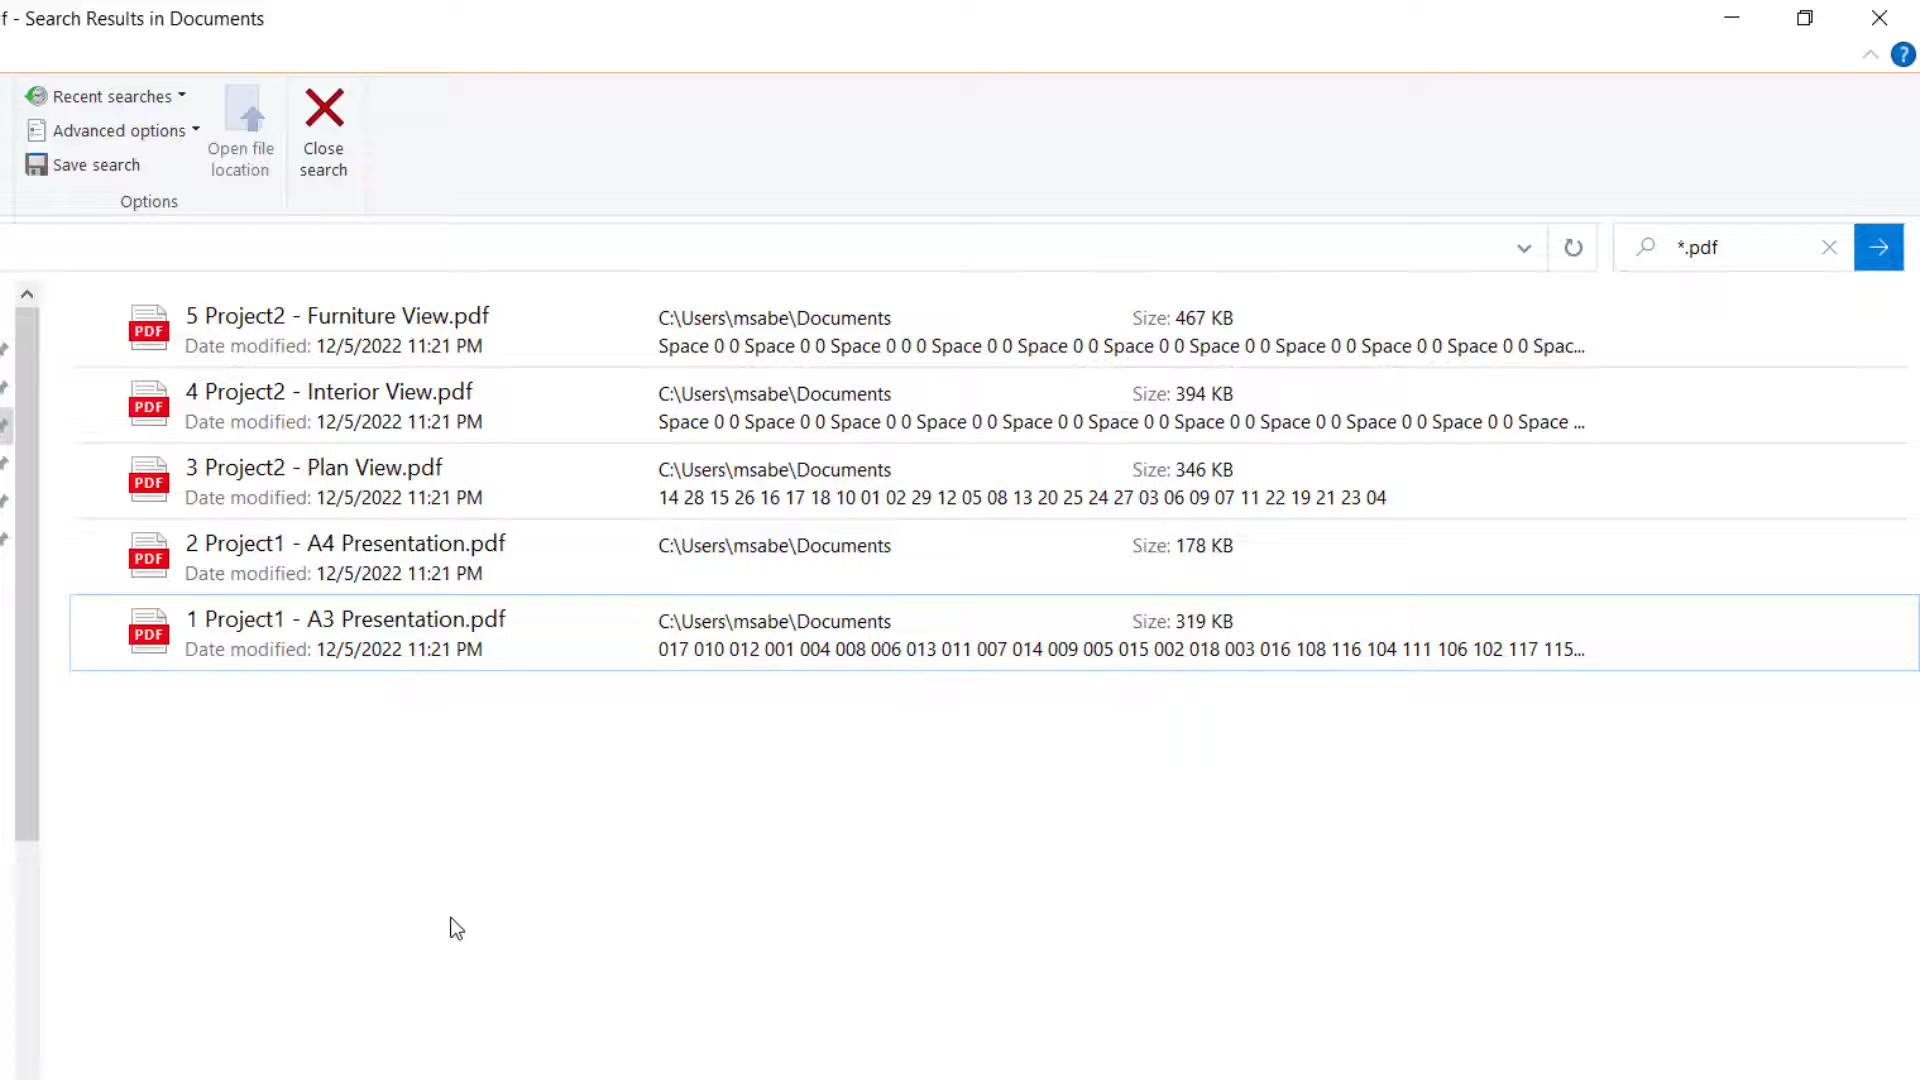 f - Search Results in Documents
?
Recent searches
Advanced options
Save search
Open file
location
Close
search
Options
*.pdf
PDF
5 Project2 - Furniture View.pdf
C:\Users\msabe\Documents
Size: 467 KB
Date modified: 12/5/2022 11:21 PM
Space 0 0 Space 0 0 Space 0 0 0 Space 0 0 Space 0 0 Space 0 0 Space 0 0 Space 0 0 Space 0 0 Space 0 0 Spac...
PDF
4 Project2 - Interior View.pdf
C:\Users\msabe\Documents
Size: 394 KB
Date modified: 12/5/2022 11:21 PM
Space 0 0 Space 0 0 Space 0 0 Space 0 0 Space 0 0 Space 0 0 Space 0 0 Space 0 0 Space 0 0 Space 0 0 Space ...
PDF
3 Project2 - Plan View.pdf
C:\Users\msabe\Documents
Size: 346 KB
Date modified: 12/5/2022 11:21 PM
14 28 15 26 16 17 18 10 01 02 29 12 05 08 13 20 25 24 27 03 06 09 07 11 22 19 21 23 04
PDF
2 Project1 - A4 Presentation.pdf
C:\Users\msabe\Documents
Size: 178 KB
Date modified: 12/5/2022 11:21 PM
PDF
1 Project1 - A3 Presentation.pdf
C:\Users\msabe\Documents
Size: 319 KB
Date modified: 12/5/2022 11:21 PM
017 010 012 001 004 008 006 013 011 007 014 009 005 015 002 018 003 016 108 116 104 111 106 102 117 115...